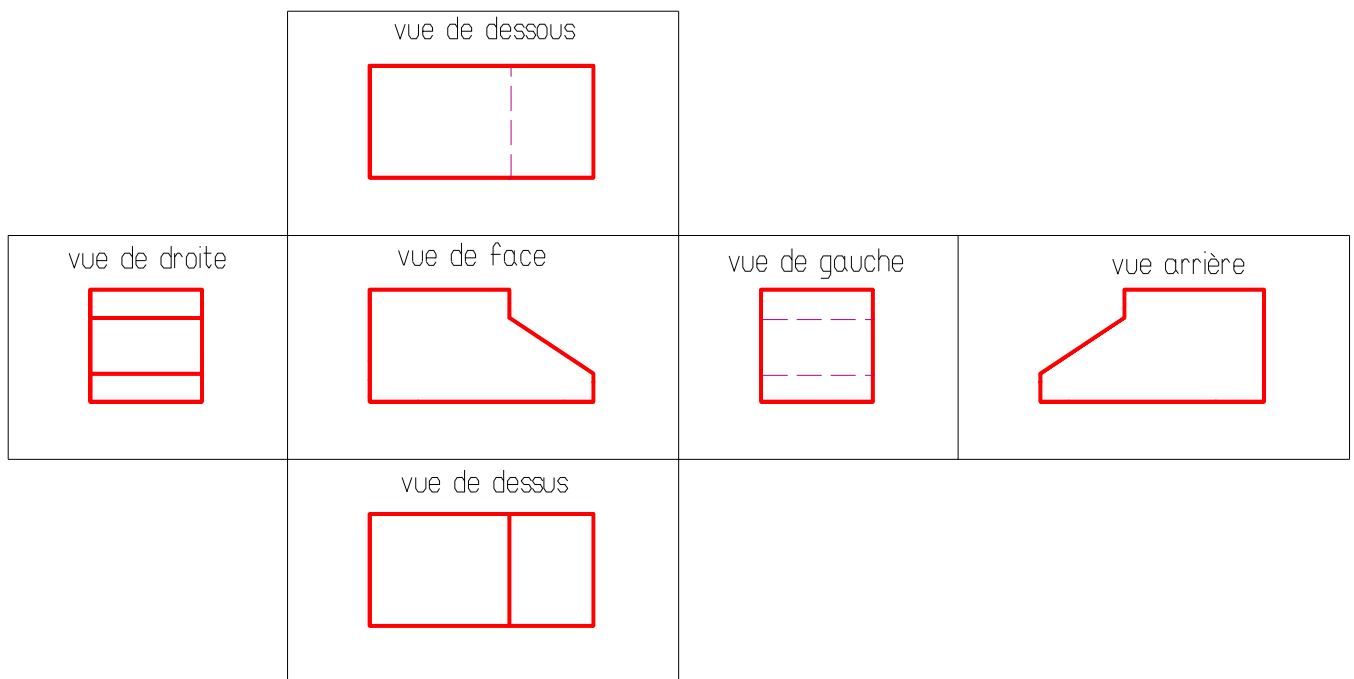 vue de dessous
vue de droite
vue de face
vue de gauche
vue arrière
vue de dessus